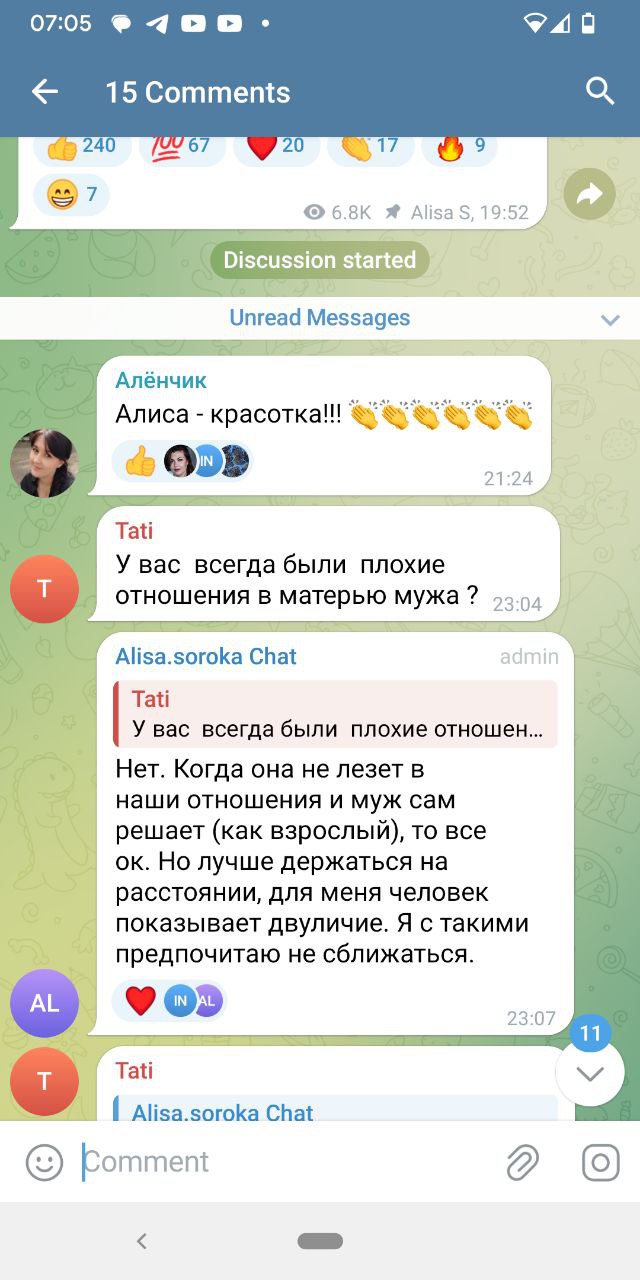 07:05
15 Comments
240
67
20
17
9
7
6.8K
Alisa S, 19:52
Discussion started
Unread Messages
Алёнчик
Алиса - красотка!!! 👏👏👏👏👏👏
IN
21:24
Tati
У вас  всегда были  плохие
отношения в матерью мужа ?
23:04
T
Alisa.soroka Chat
admin
Tati
У вас  всегда были  плохие отношен...
Нет. Когда она не лезет в
наши отношения и муж сам
решает (как взрослый), то все
ок. Но лучше держаться на
расстоянии, для меня человек
показывает двуличие. Я с такими
предпочитаю не сближаться.
AL
IN
AL
23:07
11
T
Tati
Alisa.soroka Chat
Comment